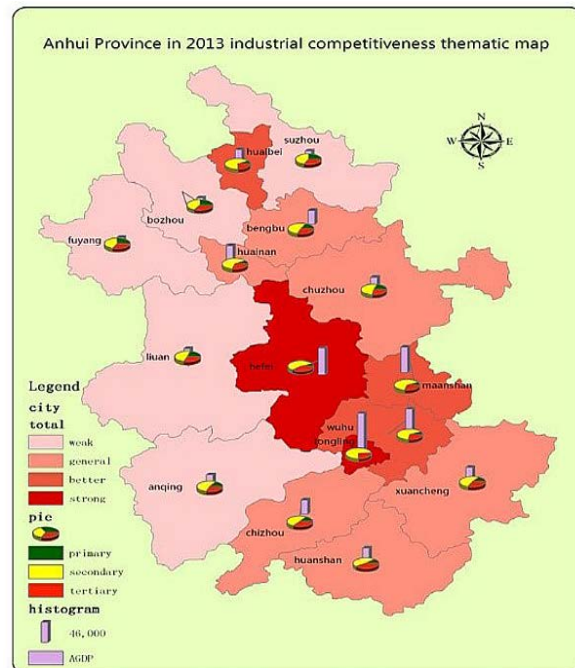 Anhui Province in 2013 industrial competitiveness thematic map
N
W E
S
suzhou
huaibei
bozhou
bengbu
fuyang
huainan
chuzhou
liuan
hefei
maanshan
wuhu
tongling
anqing
xuancheng
chizhou
huanshan
Legend
city
total
weak
general
better
strong
pic
primary
secondary
tertiary
histogram
46,000
AGDP